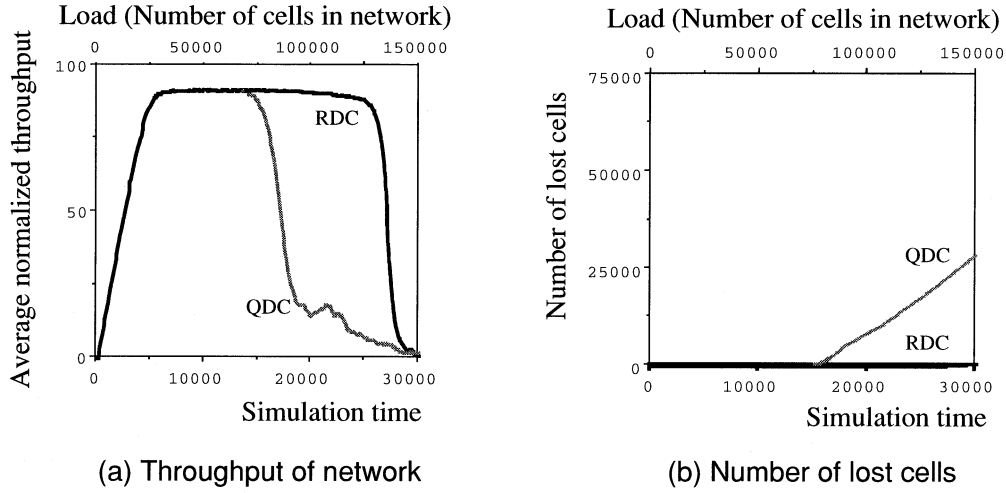 Load (Number of cells in network)
0 50000 100000 150000
Average normalized throughput
100
50
0
RDC
QDC
0 10000 20000 30000
Simulation time
(a) Throughput of network
Load (Number of cells in network)
0 50000 100000 150000
Number of lost cells
75000
50000
25000
0
QDC
RDC
0 10000 20000 30000
Simulation time
(b) Number of lost cells